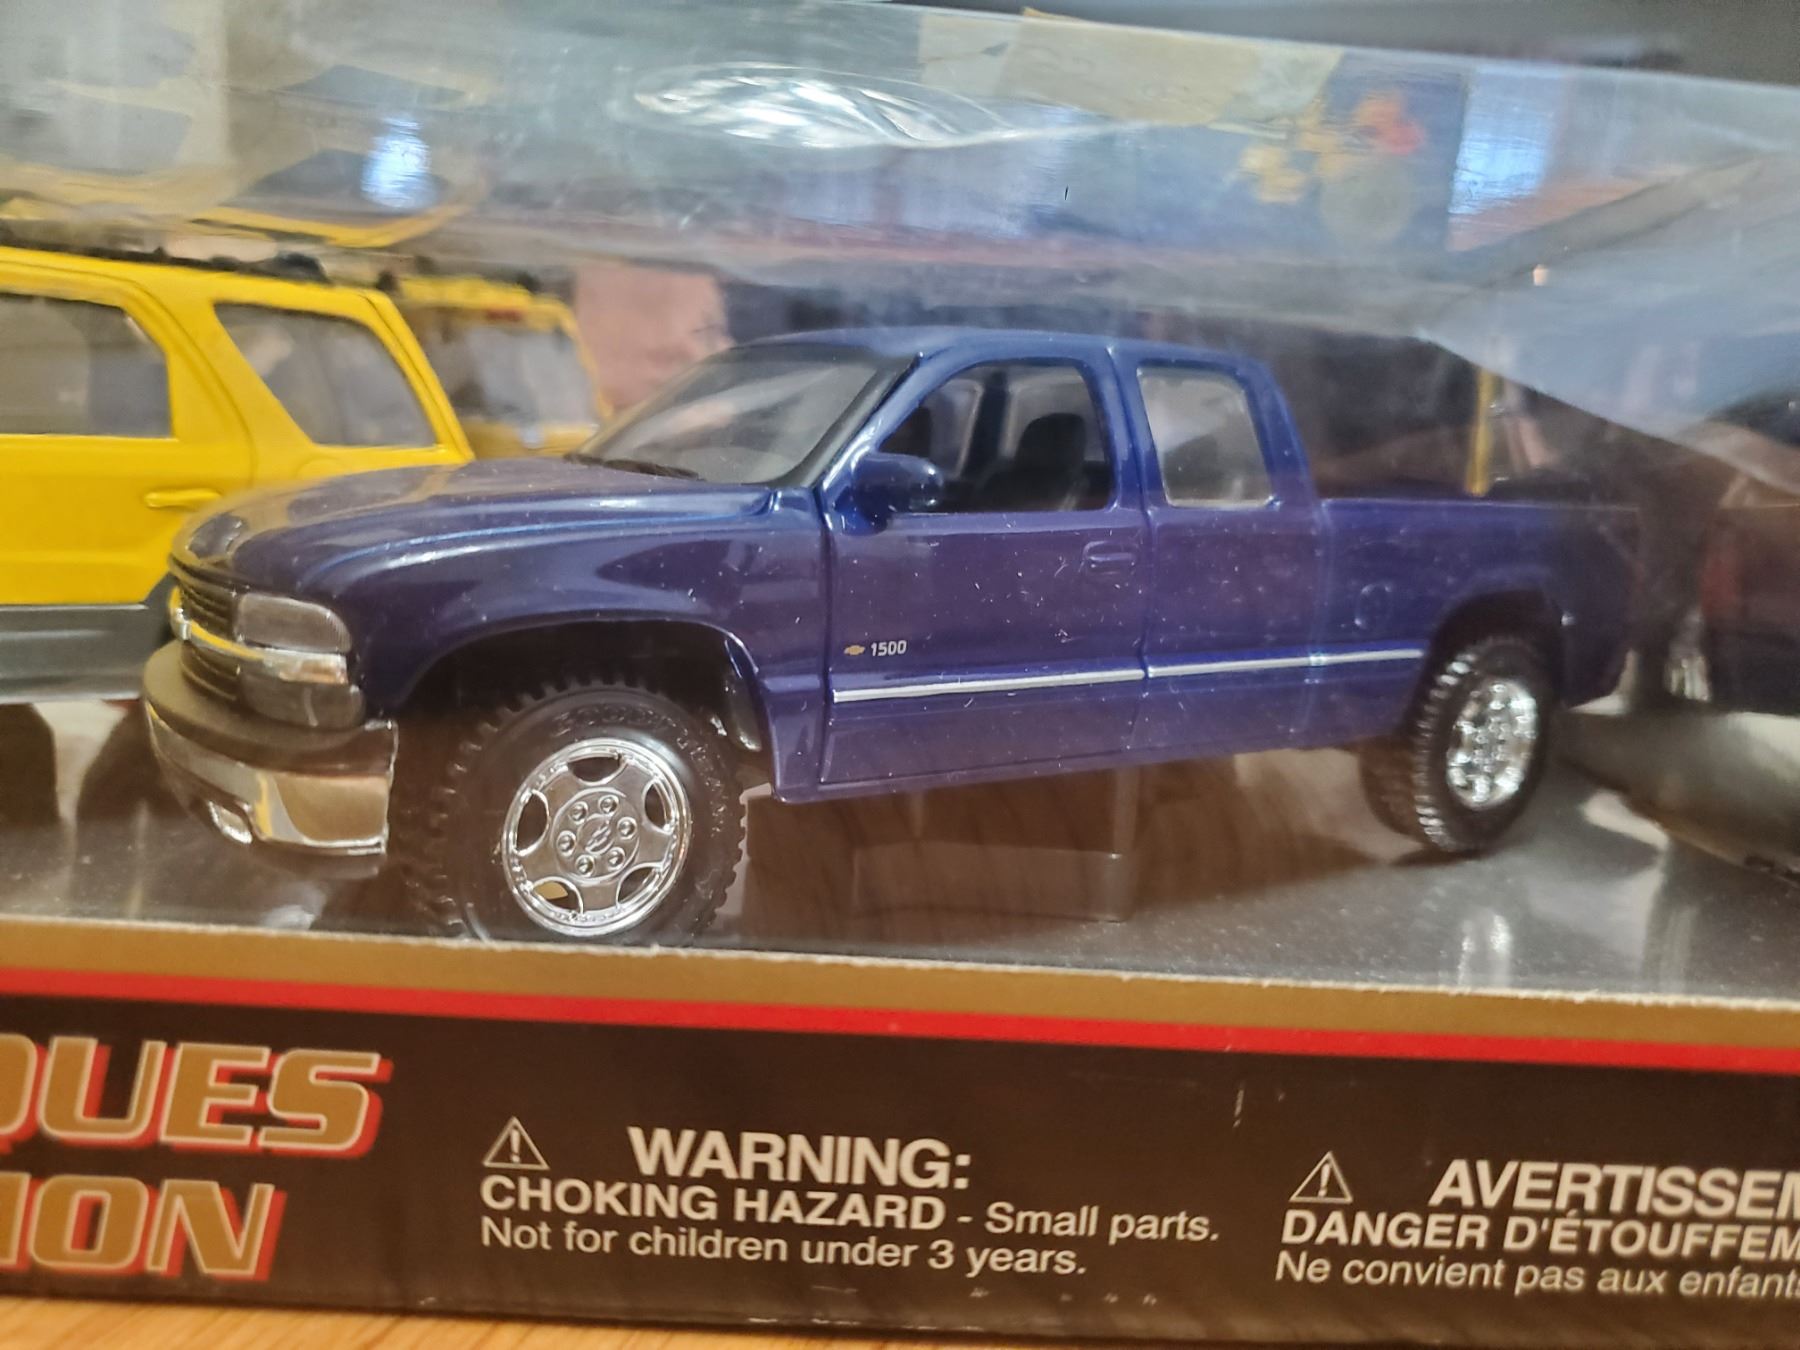 1500
QUES
ION
WARNING:
CHOKING HAZARD - Small parts.
Not for children under 3 years.
AVERTISSEM
DANGER D'ÉTOUFFEM
Ne convient pas aux enfants